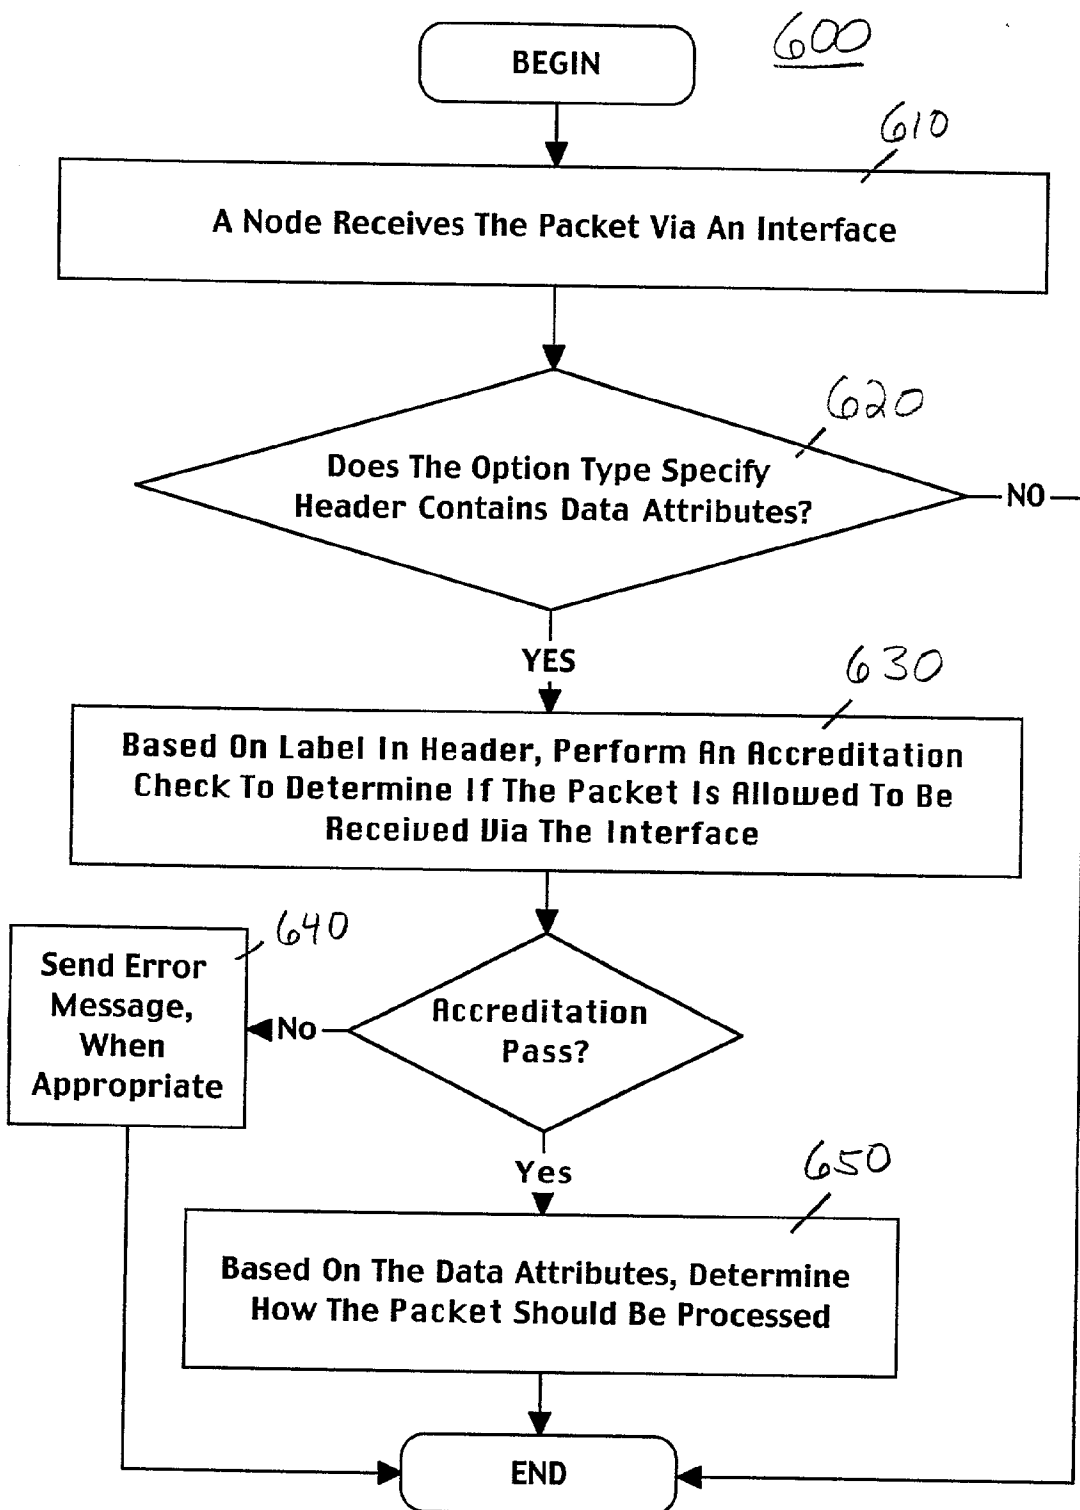 600
BEGIN
610
A Node Receives The Packet Via An Interface
620
Does The Option Type Specify
Header Contains Data Attributes?
NO
YES
630
Based On Label In Header, Perform An Accreditation
Check To Determine If The Packet Is Allowed To Be
Received Via The Interface
640
Send Error
Message,
When
Appropriate
No
Accreditation
Pass?
Yes
650
Based On The Data Attributes, Determine
How The Packet Should Be Processed
END